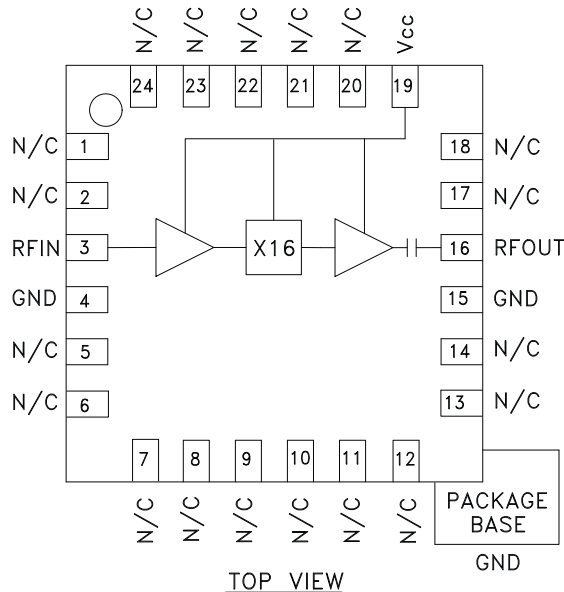 N/C N/C N/C N/C N/C Vcc
24 23 22 21 20 19
N/C 1 18 N/C
N/C 2 17 N/C
RFIN 3 X16 16 RFOUT
GND 4 15 GND
N/C 5 14 N/C
N/C 6 13 N/C
7 8 9 10 11 12
N/C N/C N/C N/C N/C N/C
PACKAGE
BASE
GND
TOP VIEW